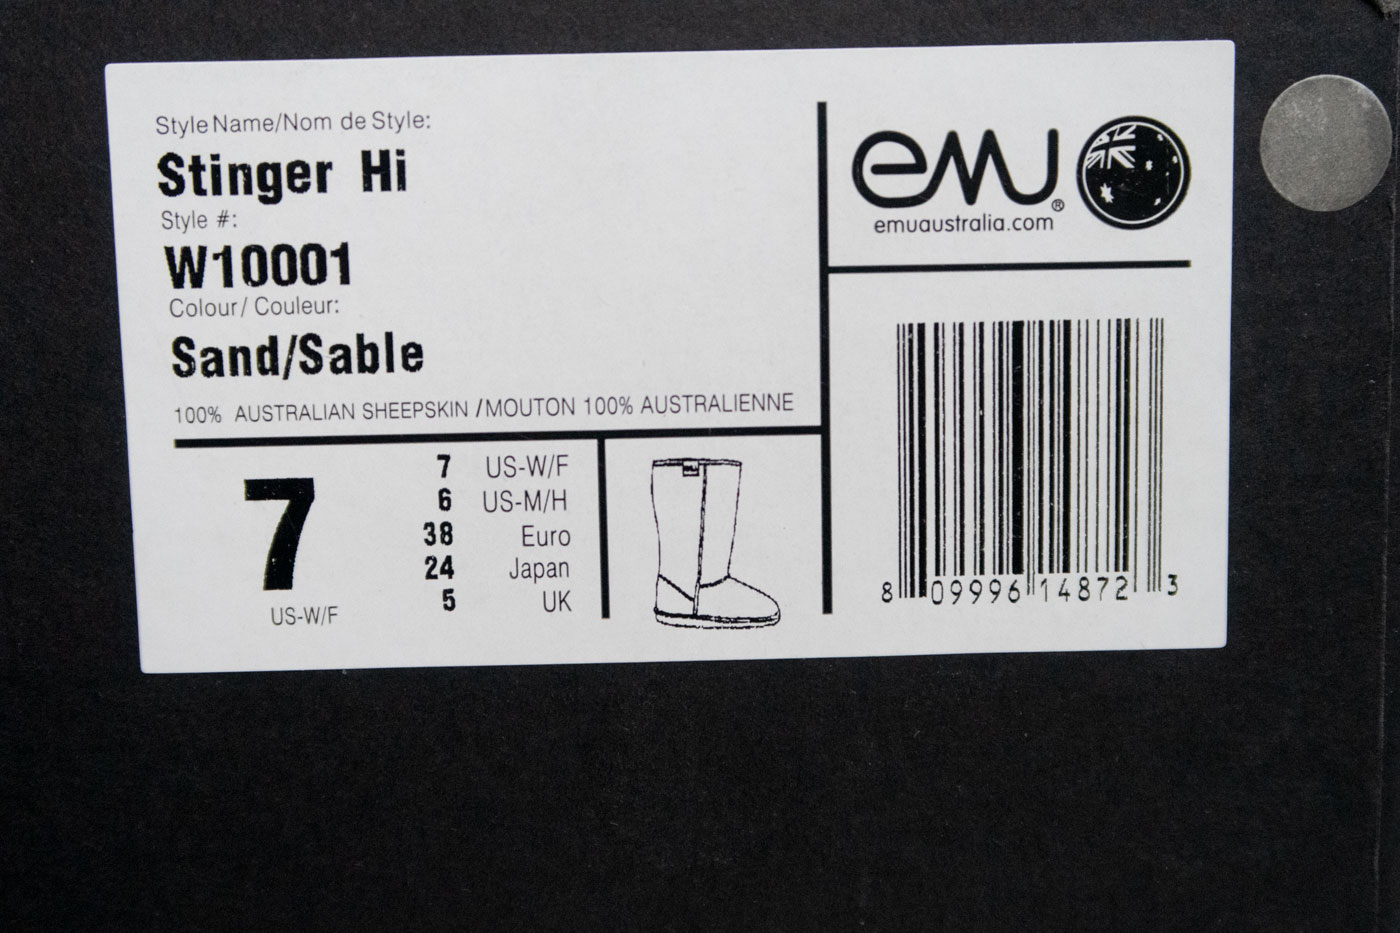 Style Name/Nom de Style:
Stinger Hi
Style #:
W10001
Colour/ Couleur:
Sand/Sable
100% AUSTRALIAN SHEEPSKIN /MOUTON 100% AUSTRALIENNE
7
US-W/F
7 US-W/F
6 US-M/H
38 Euro
24 Japan
5 UK
emu®
emuaustralia.com
8 09996 14872 3